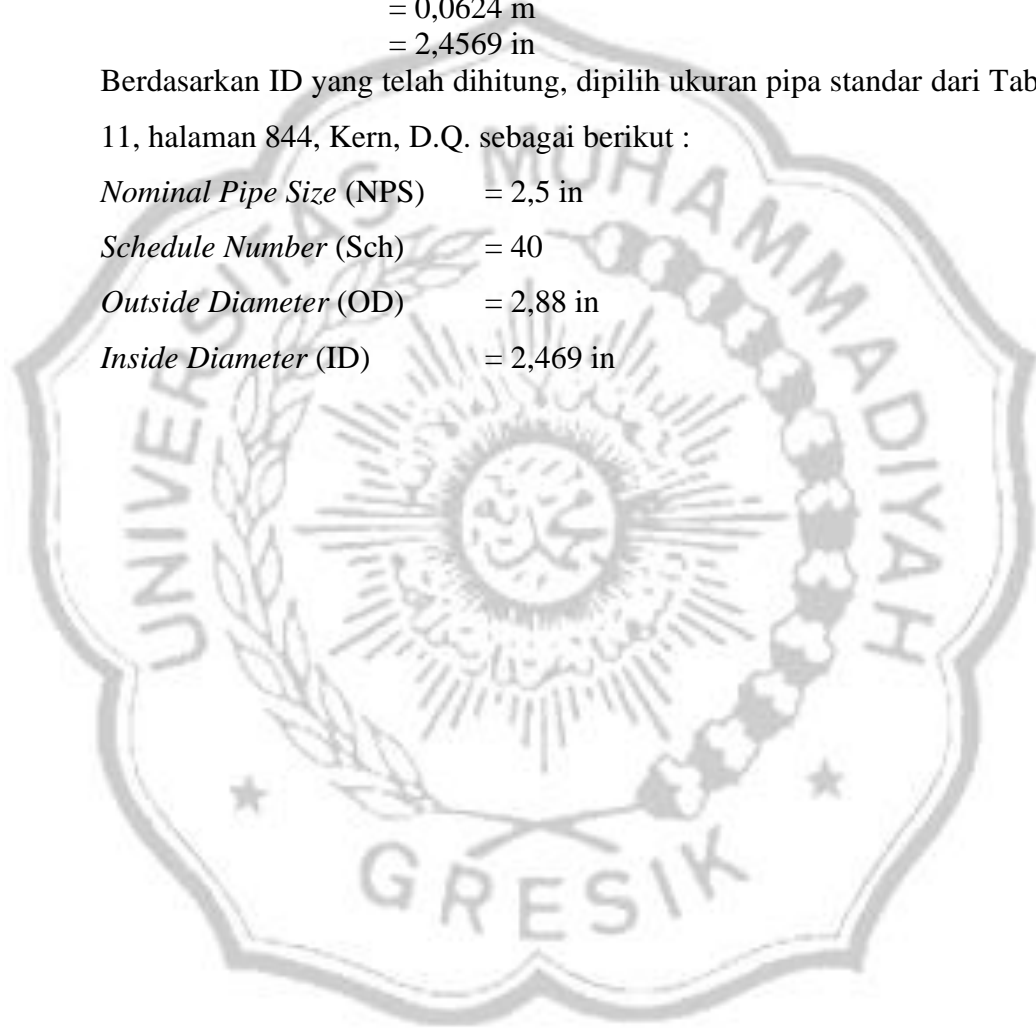 = 0,0624 m
= 2,4569 in
Berdasarkan ID yang telah dihitung, dipilih ukuran pipa standar dari Tab
11, halaman 844, Kern, D.Q. sebagai berikut :
Nominal Pipe Size (NPS) = 2,5 in
Schedule Number (Sch) = 40
Outside Diameter (OD) = 2,88 in
Inside Diameter (ID) = 2,469 in
UNIVERSITAS MUHAMMADIYAH
GRESIK